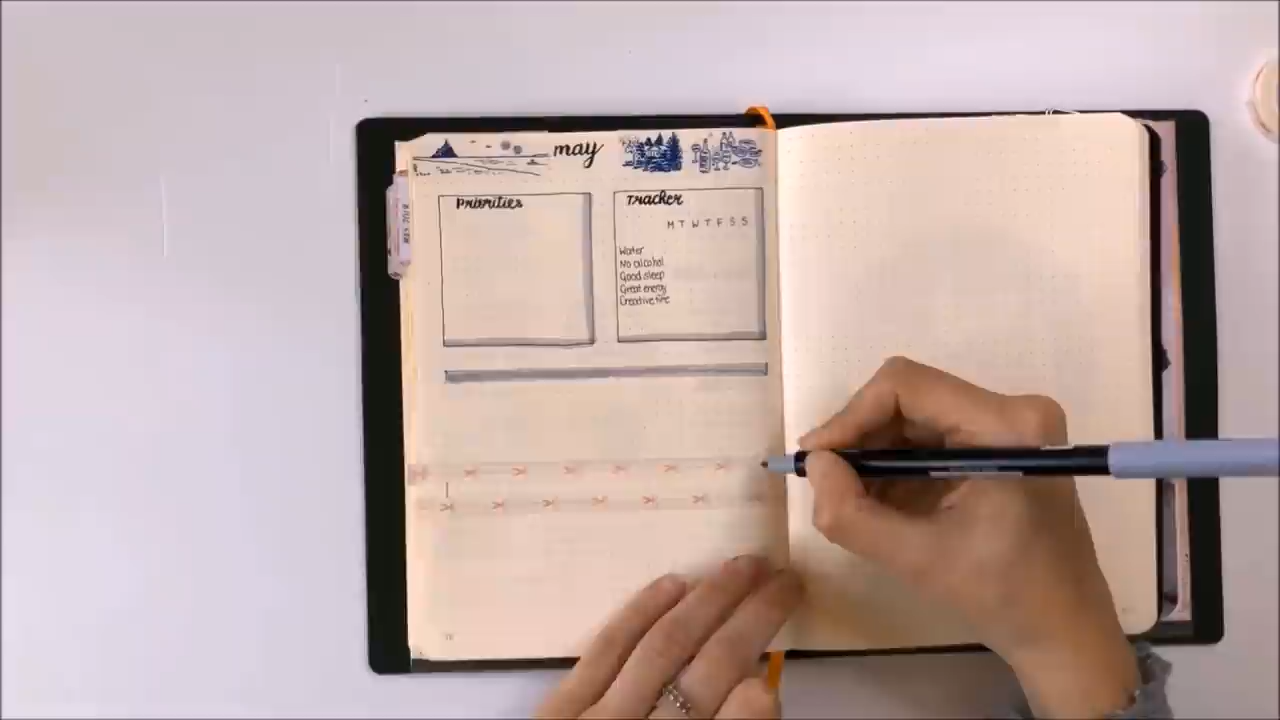 may
Priorities
Tracker
M T W T F S S
Water
No alcohol
Good sleep
Great energy
Creative time